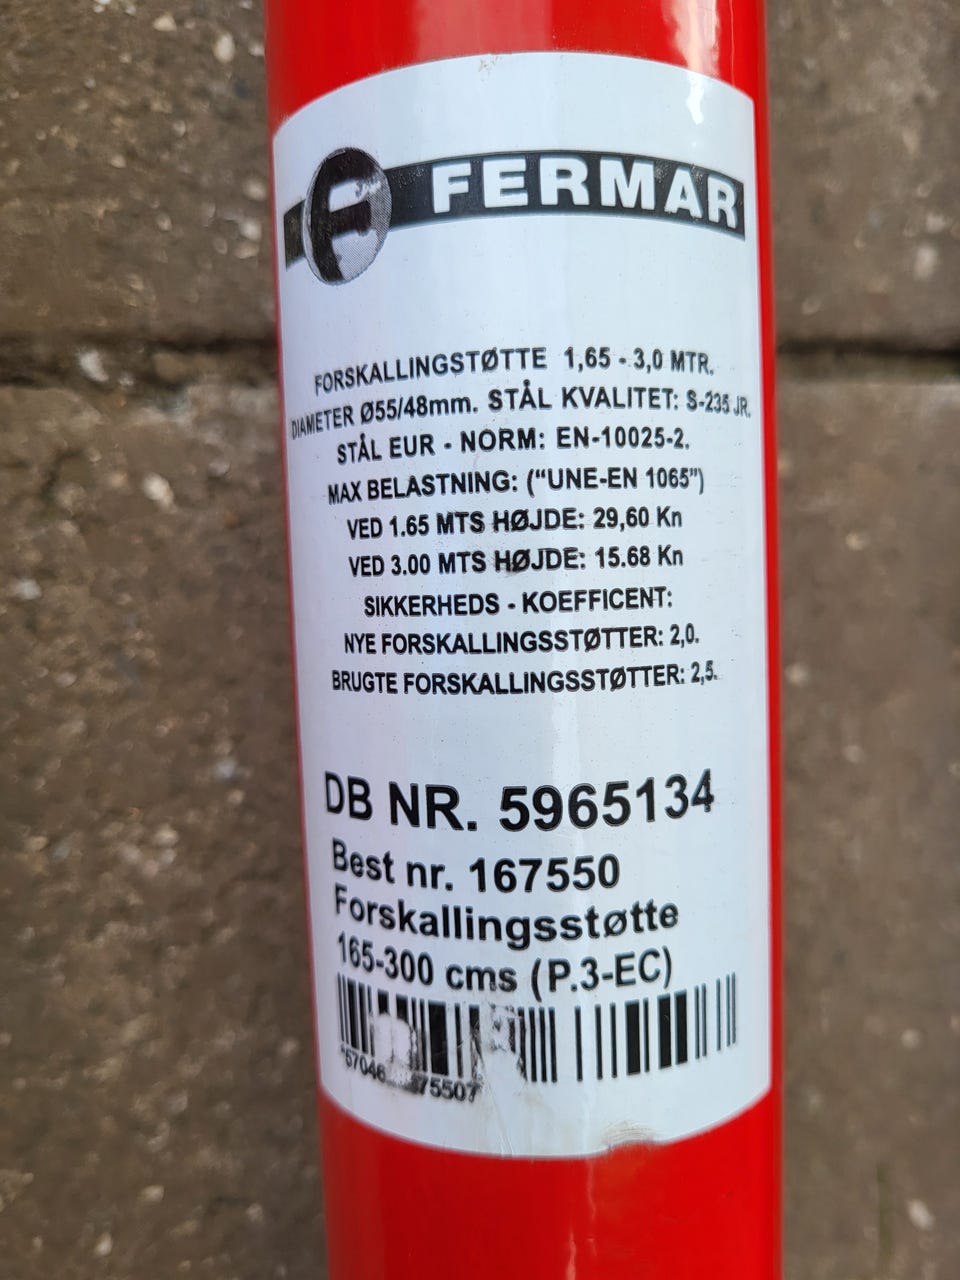 FERMAR
FORSKALLINGSTØTTE 1,65 - 3,0 MTR.
DIAMETER Ø55/48mm. STÅL KVALITET: S-235 JR.
STÅL EUR - NORM: EN-10025-2.
MAX BELASTNING: ("UNE-EN 1065")
VED 1.65 MTS HØJDE: 29,60 Kn
VED 3.00 MTS HØJDE: 15.68 Kn
SIKKERHEDS - KOEFFICENT:
NYE FORSKALLINGSSTØTTER: 2,0.
BRUGTE FORSKALLINGSSTØTTER: 2,5.
DB NR. 5965134
Best nr. 167550
Forskallingsstøtte
165-300 cms (P.3-EC)